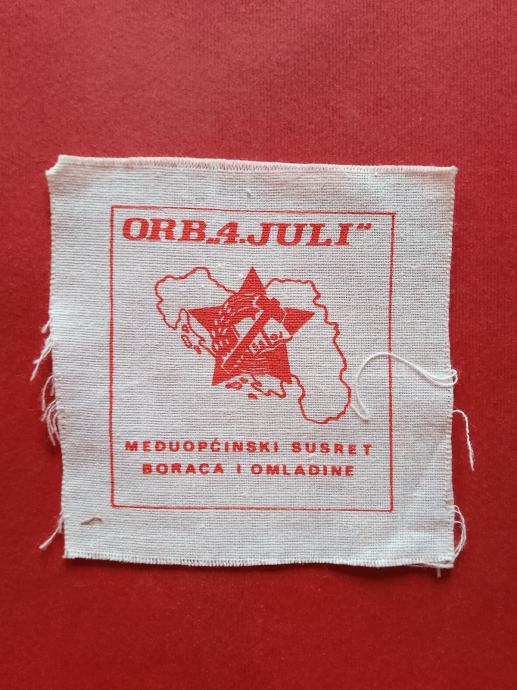 ORB„4.JULI“
MEĐUOPĆINSKI SUSRET
BORACA I OMLADINE